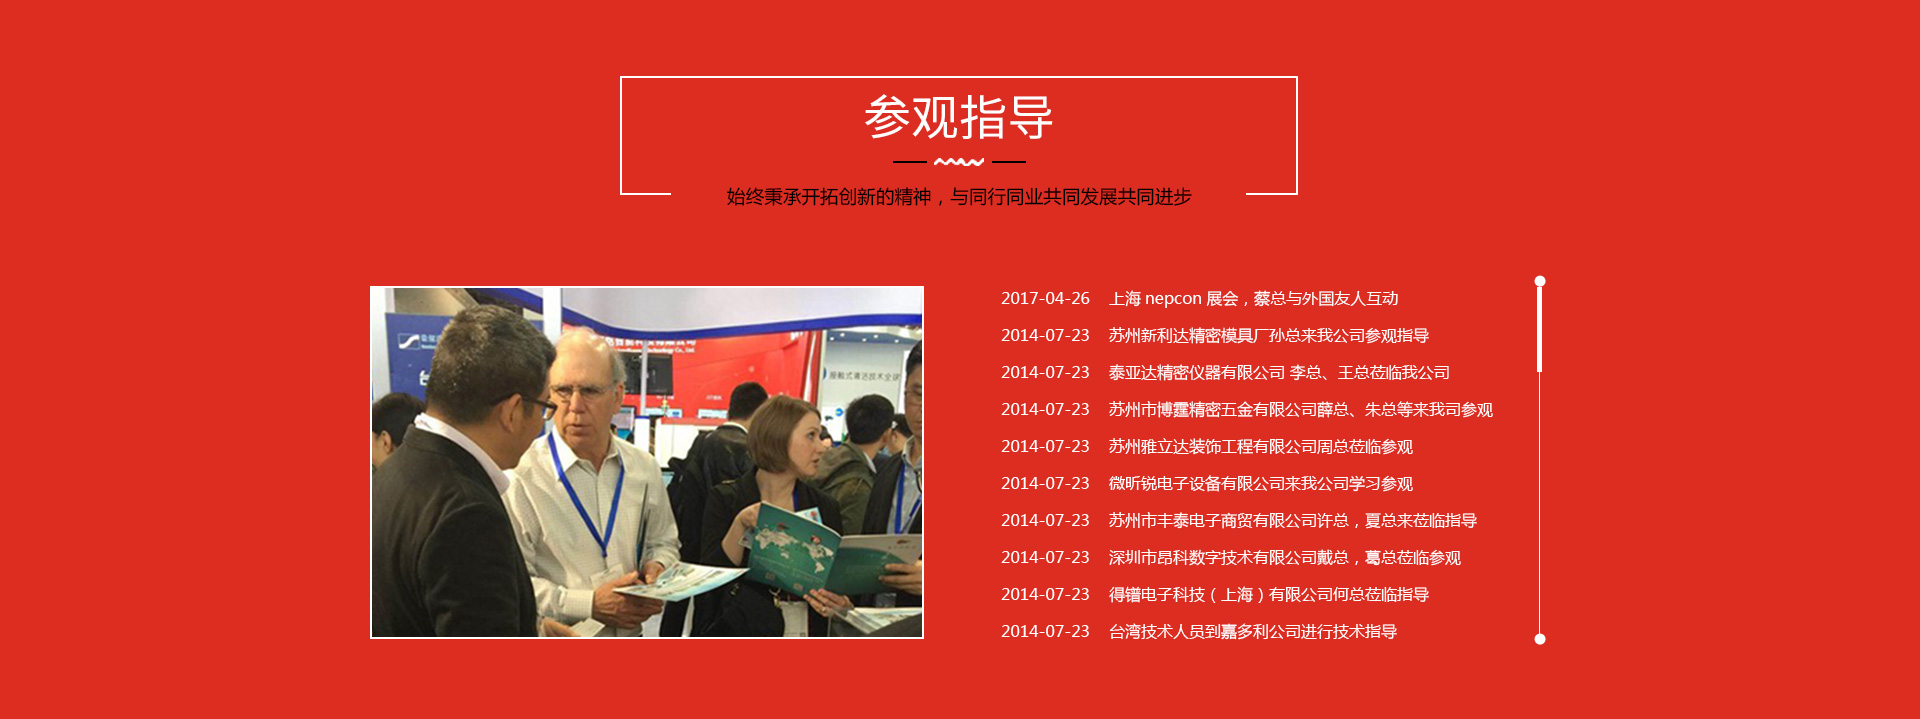 参观指导
始终秉承开拓创新的精神，与同行同业共同发展共同进步
2017-04-26 上海 nepcon 展会，蔡总与外国友人互动
2014-07-23 苏州新利达精密模具厂孙总来我公司参观指导
2014-07-23 泰亚达精密仪器有限公司 李总、王总莅临我公司
2014-07-23 苏州市博霆精密五金有限公司薛总、朱总等来我司参观
2014-07-23 苏州雅立达装饰工程有限公司周总莅临参观
2014-07-23 微昕锐电子设备有限公司来我公司学习参观
2014-07-23 苏州市丰泰电子商贸有限公司许总，夏总来莅临指导
2014-07-23 深圳市昂科数字技术有限公司戴总，葛总莅临参观
2014-07-23 得镨电子科技（上海）有限公司何总莅临指导
2014-07-23 台湾技术人员到嘉多利公司进行技术指导
接触式清洁技术全球